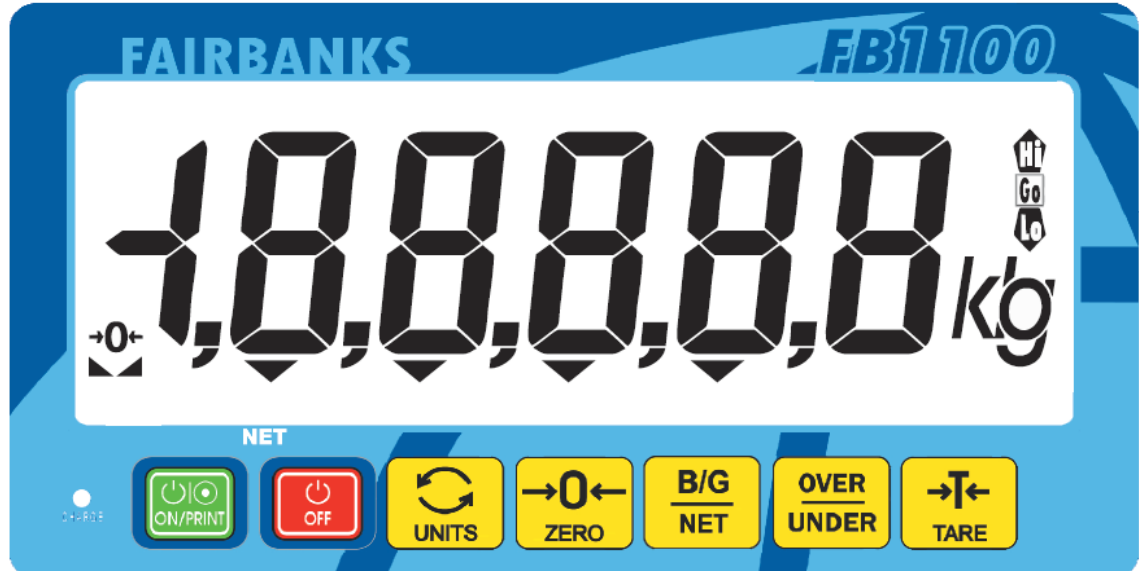 FAIRBANKS
FB1100
-1,8,8,8,8,8
Hi
Go
Lo
kg
→0←
NET
ON/PRINT
OFF
UNITS
→0←
ZERO
B/G
NET
OVER
UNDER
→T←
TARE